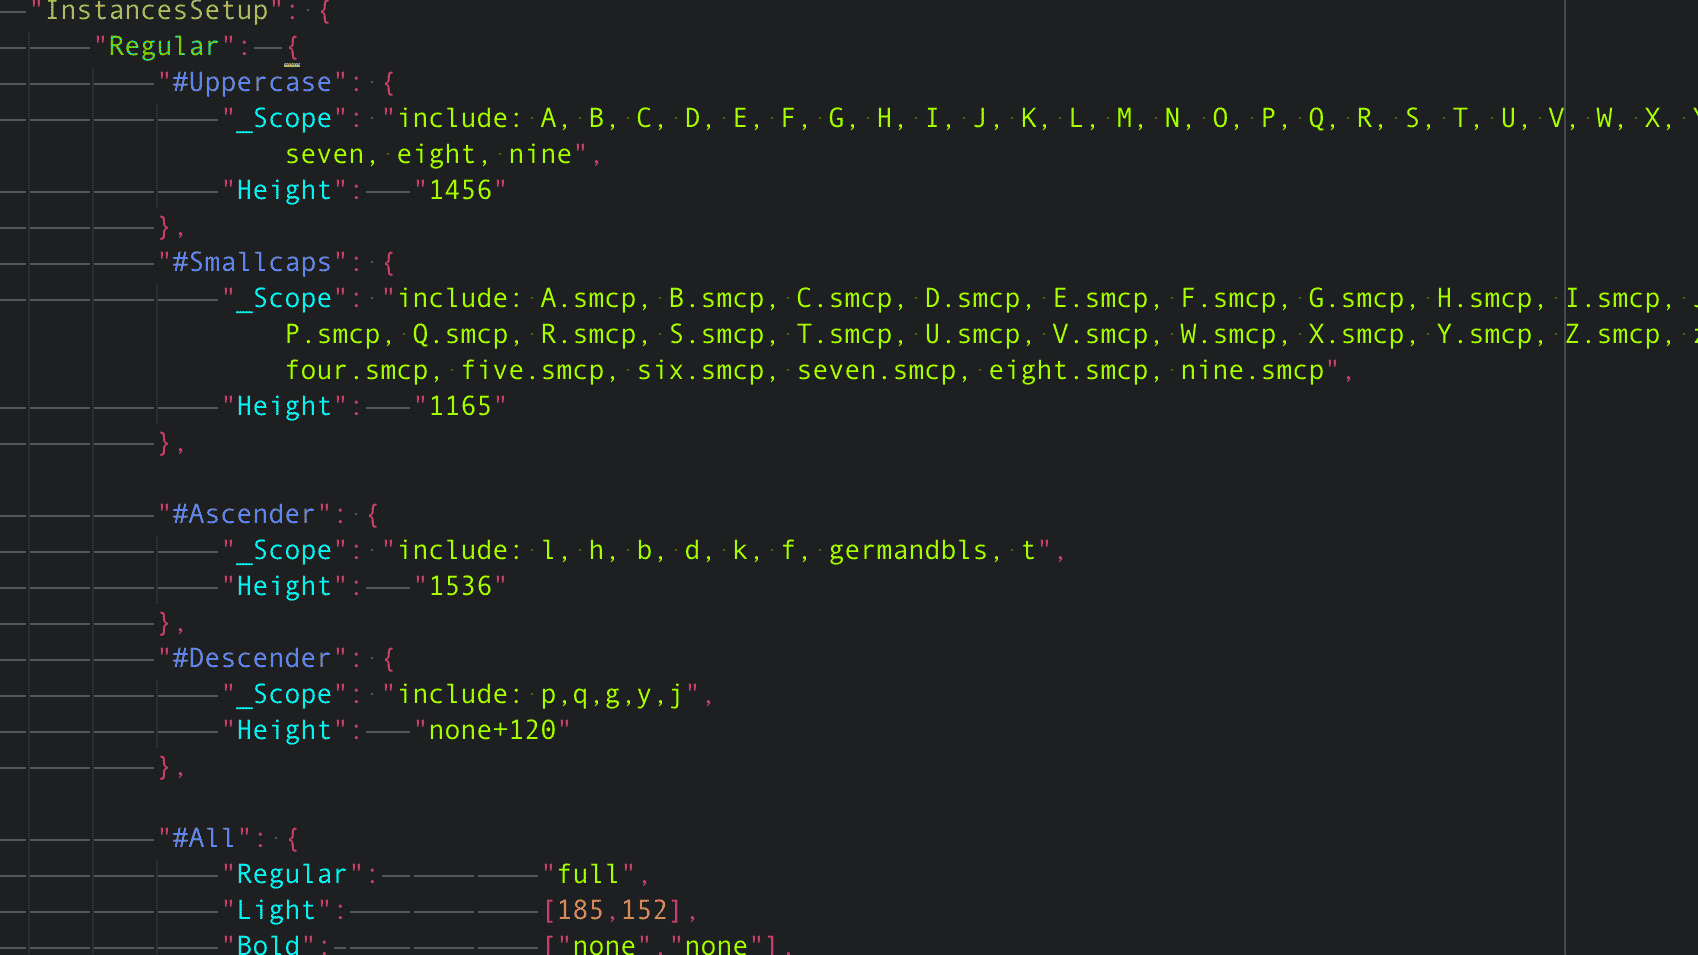 "InstancesSetup": {
"Regular": {
"#Uppercase": {
"_Scope": "include: A, B, C, D, E, F, G, H, I, J, K, L, M, N, O, P, Q, R, S, T, U, V, W, X,
seven, eight, nine",
"Height": "1456"
},
"#Smallcaps": {
"_Scope": "include: A.smcp, B.smcp, C.smcp, D.smcp, E.smcp, F.smcp, G.smcp, H.smcp, I.smcp,
P.smcp, Q.smcp, R.smcp, S.smcp, T.smcp, U.smcp, V.smcp, W.smcp, X.smcp, Y.smcp, Z.smcp,
four.smcp, five.smcp, six.smcp, seven.smcp, eight.smcp, nine.smcp",
"Height": "1165"
},
"#Ascender": {
"_Scope": "include: l, h, b, d, k, f, germandbls, t",
"Height": "1536"
},
"#Descender": {
"_Scope": "include: p,q,g,y,j",
"Height": "none+120"
},
"#All": {
"Regular": "full",
"Light": [185,152],
"Bold": ["none","none"],